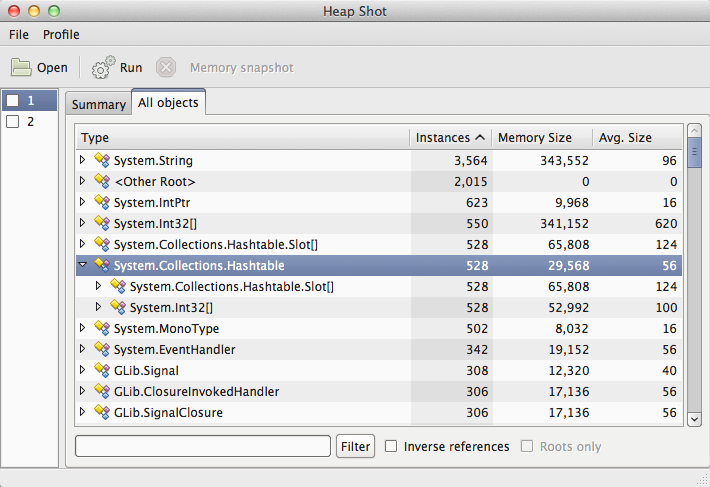 Heap Shot
File Profile
Open Run Memory snapshot
1
2
Summary All objects
Type Instances Memory Size Avg. Size
System.String 3,564 343,552 96
<Other Root> 2,015 0 0
System.IntPtr 623 9,968 16
System.Int32[] 550 341,152 620
System.Collections.Hashtable.Slot[] 528 65,808 124
System.Collections.Hashtable 528 29,568 56
System.Collections.Hashtable.Slot[] 528 65,808 124
System.Int32[] 528 52,992 100
System.MonoType 502 8,032 16
System.EventHandler 342 19,152 56
GLib.Signal 308 12,320 40
GLib.ClosureInvokedHandler 306 17,136 56
GLib.SignalClosure 306 17,136 56
Filter Inverse references Roots only